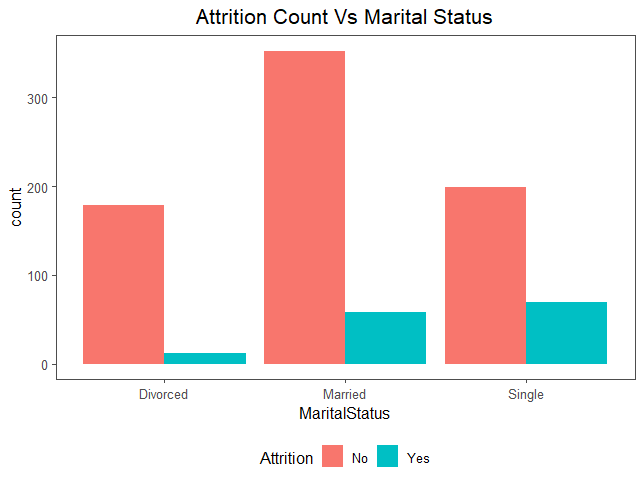 Attrition Count Vs Marital Status
count
300
200
100
0
Divorced Married Single
MaritalStatus
Attrition No Yes